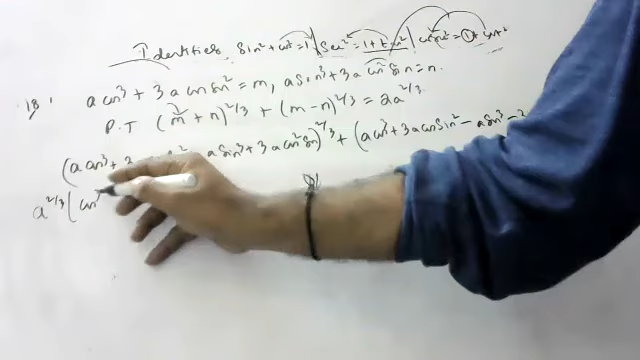 Identities sin² + cos² = 1 | sec² = 1 + tan² | cosec² = 1 + cot²
18. a cos³ + 3 a cos sin² = m, a sin³ + 3 a cos² sin = n.
P.T (m + n)^2/3 + (m - n)^2/3 = 2a^2/3.
(a cos³ + 3 a sin³ + 3 a cos² sin)^2/3 + (a cos³ + 3 a cos sin² - a sin³ - 3
a^2/3 [ cos³